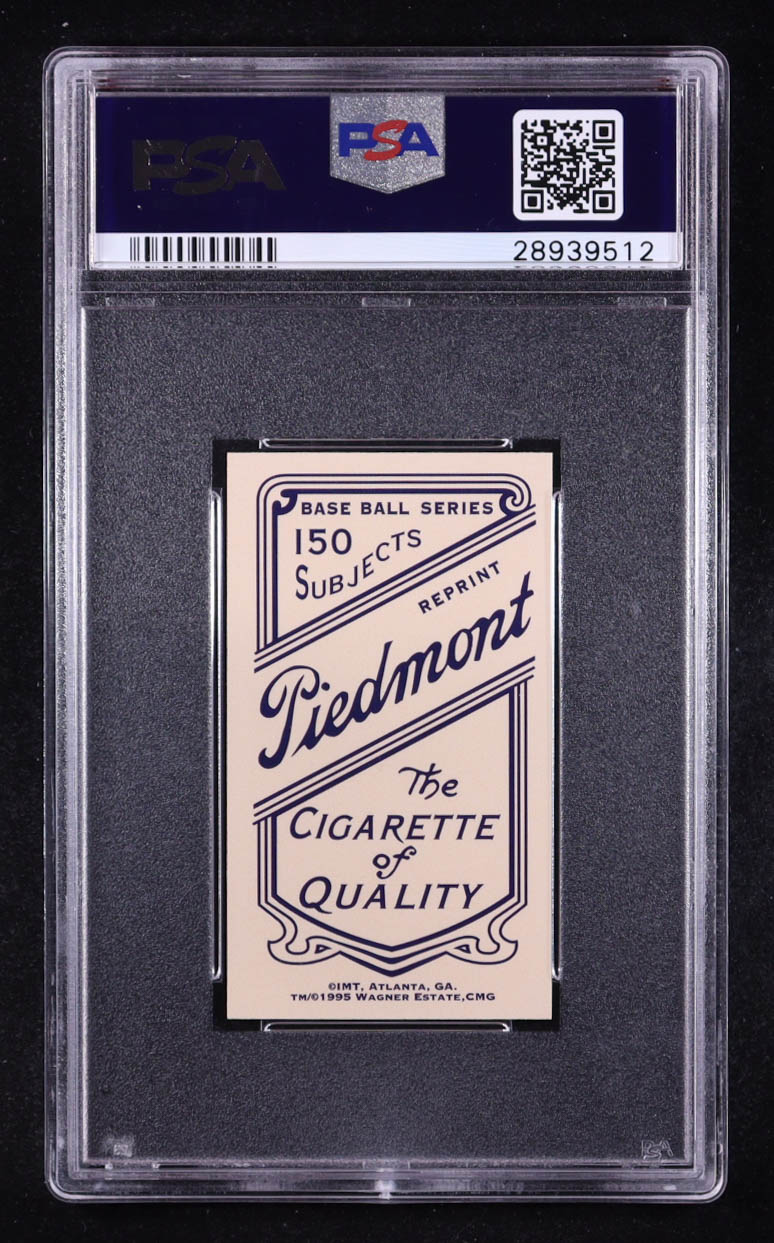 PSA
PSA
28939512
BASE BALL SERIES
150
SUBJECTS
REPRINT
Piedmont
The
CIGARETTE
of
QUALITY
©IMT, ATLANTA, GA.
TM/©1995 WAGNER ESTATE,CMG
PSA